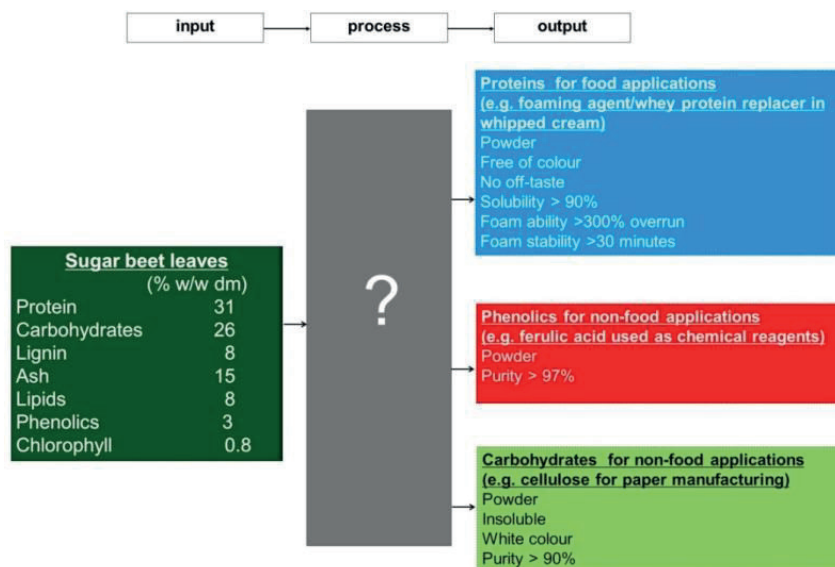 input
process
output
Proteins for food applications
(e.g. foaming agent/whey protein replacer in
whipped cream)
Powder
Free of colour
No off-taste
Solubility > 90%
Foam ability >300% overrun
Foam stability >30 minutes
Sugar beet leaves
(% w/w dm)
Protein 31
Carbohydrates 26
Lignin 8
Ash 15
Lipids 8
Phenolics 3
Chlorophyll 0.8
?
Phenolics for non-food applications
(e.g. ferulic acid used as chemical reagents)
Powder
Purity > 97%
Carbohydrates for non-food applications
(e.g. cellulose for paper manufacturing)
Powder
Insoluble
White colour
Purity > 90%